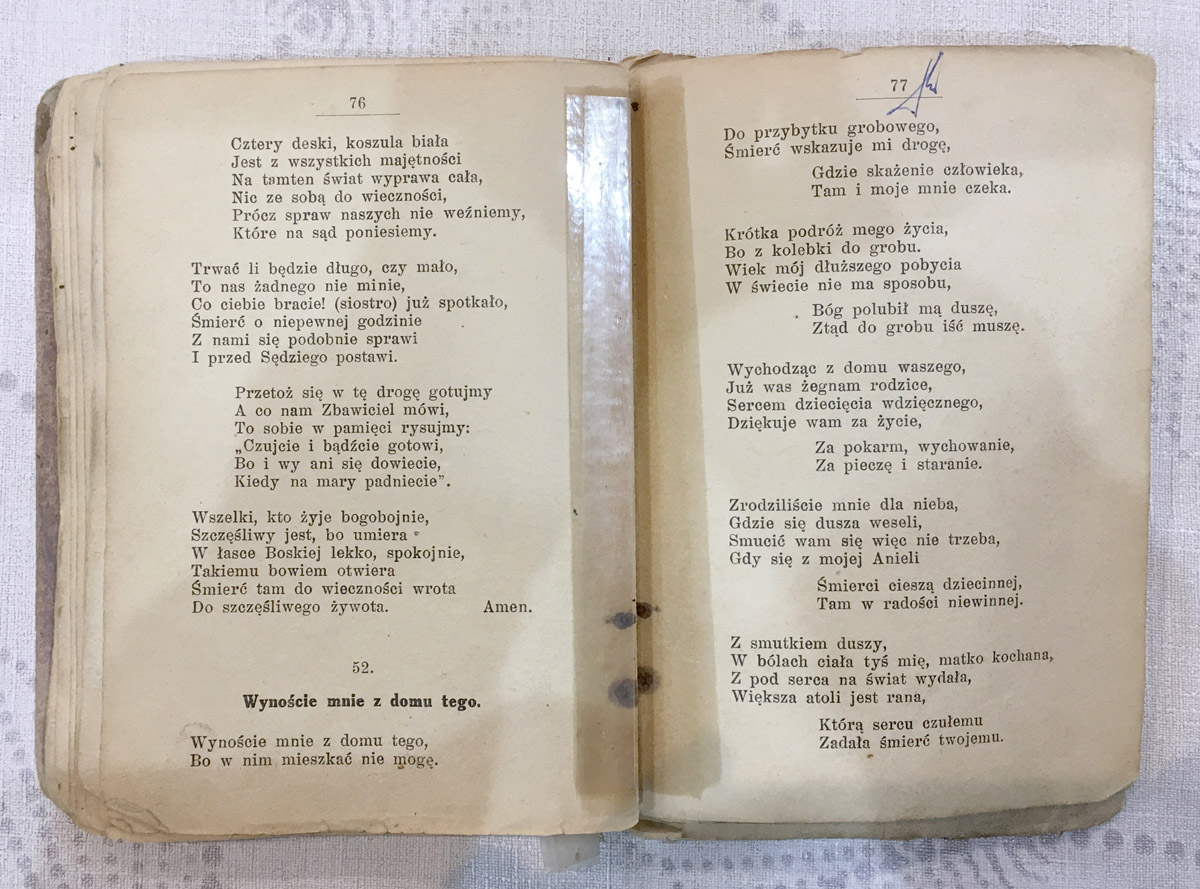 76
Cztery deski, koszula biała
Jest z wszystkich majętności
Na tamten świat wyprawa cała,
Nic ze sobą do wieczności,
Prócz spraw naszych nie weźniemy,
Które na sąd poniesiemy.
Trwać li będzie długo, czy mało,
To nas żadnego nie minie,
Co ciebie bracie! (siostro) już spotkało,
Śmierć o niepewnej godzinie
Z nami się podobnie sprawi
I przed Sędziego postawi.
Przetoż się w tę drogę gotujmy
A co nam Zbawiciel mówi,
To sobie w pamięci rysujmy:
„Czujcie i bądźcie gotowi,
Bo i wy ani się dowiecie,
Kiedy na mary padniecie”.
Wszelki, kto żyje bogobojnie,
Szczęśliwy jest, bo umiera
W łasce Boskiej lekko, spokojnie,
Takiemu bowiem otwiera
Śmierć tam do wieczności wrota
Do szczęśliwego żywota. Amen.
52.
Wynoście mnie z domu tego.
Wynoście mnie z domu tego,
Bo w nim mieszkać nie mogę.
77
Do przybytku grobowego,
Śmierć wskazuje mi drogę,
Gdzie skażenie człowieka,
Tam i moje mnie czeka.
Krótka podróż mego życia,
Bo z kolebki do grobu.
Wiek mój dłuższego pobycia
W świecie nie ma sposobu,
Bóg polubił mą duszę,
Ztąd do grobu iść muszę.
Wychodząc z domu waszego,
Już was żegnam rodzice,
Sercem dziecięcia wdzięcznego,
Dziękuje wam za życie,
Za pokarm, wychowanie,
Za pieczę i staranie.
Zrodziliście mnie dla nieba,
Gdzie się dusza weseli,
Smucić wam się więc nie trzeba,
Gdy się z mojej Anieli
Śmierci cieszą dziecinnej,
Tam w radości niewinnej.
Z smutkiem duszy,
W bólach ciała tyś mię, matko kochana,
Z pod serca na świat wydała,
Większa atoli jest rana,
Którą sercu czułemu
Zadała śmierć twojemu.